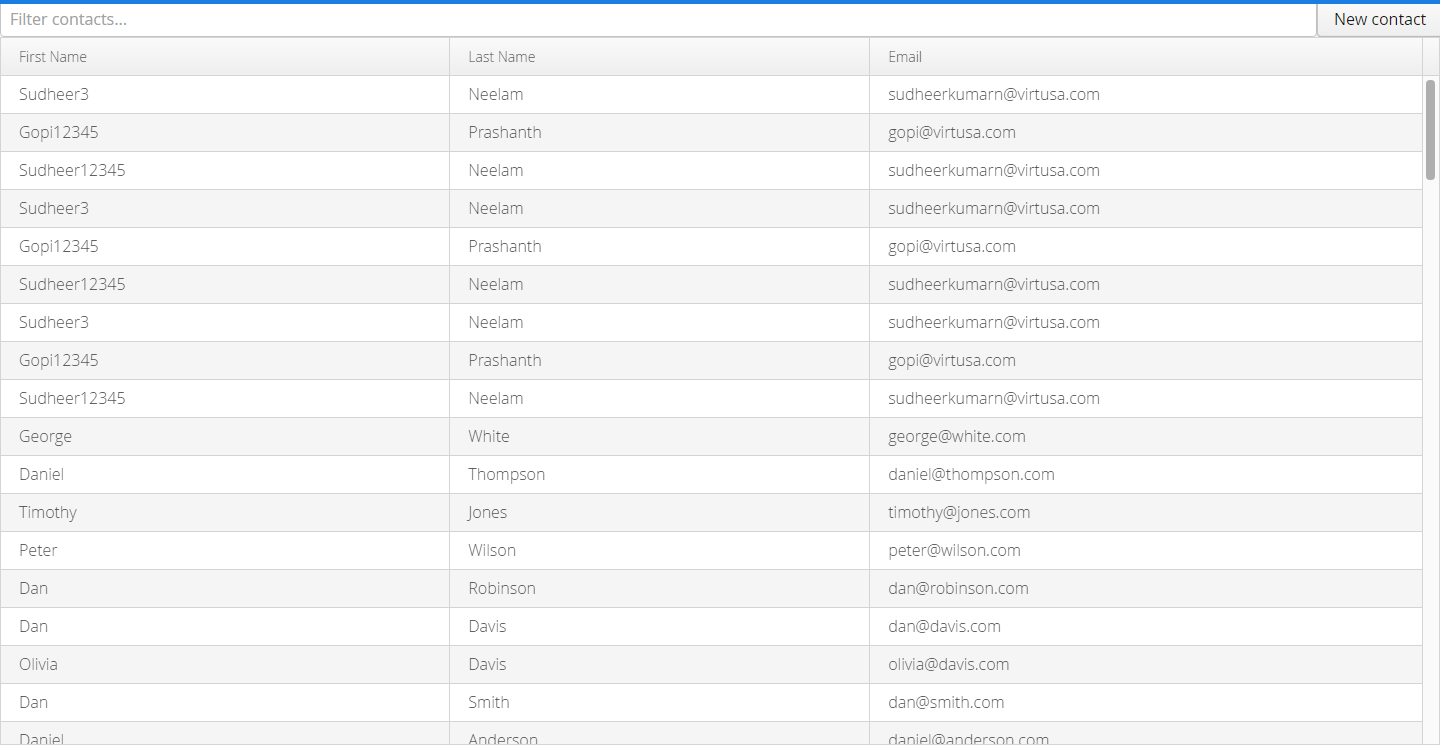 Filter contacts... New contact
First Name Last Name Email
Sudheer3 Neelam sudheerkumarn@virtusa.com
Gopi12345 Prashanth gopi@virtusa.com
Sudheer12345 Neelam sudheerkumarn@virtusa.com
Sudheer3 Neelam sudheerkumarn@virtusa.com
Gopi12345 Prashanth gopi@virtusa.com
Sudheer12345 Neelam sudheerkumarn@virtusa.com
Sudheer3 Neelam sudheerkumarn@virtusa.com
Gopi12345 Prashanth gopi@virtusa.com
Sudheer12345 Neelam sudheerkumarn@virtusa.com
George White george@white.com
Daniel Thompson daniel@thompson.com
Timothy Jones timothy@jones.com
Peter Wilson peter@wilson.com
Dan Robinson dan@robinson.com
Dan Davis dan@davis.com
Olivia Davis olivia@davis.com
Dan Smith dan@smith.com
Daniel Anderson daniel@anderson.com